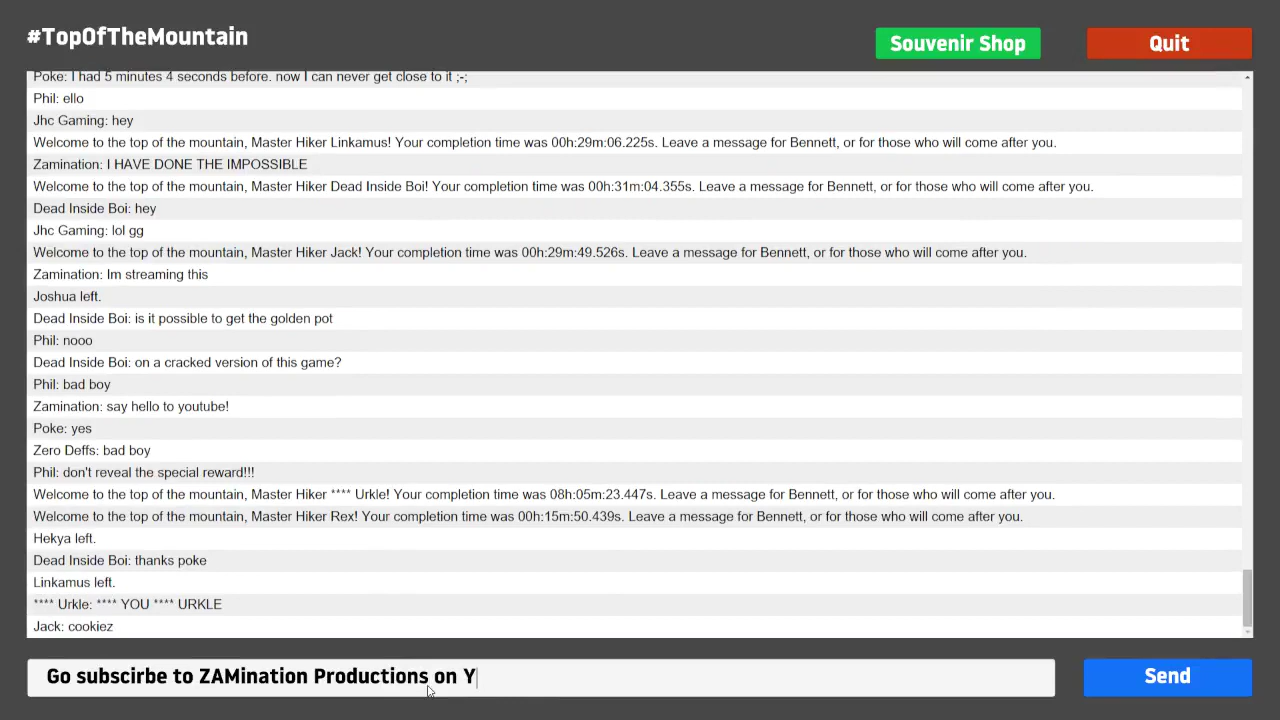 #TopOfTheMountain
Souvenir Shop
Quit
Poke: I had 5 minutes 4 seconds before. now I can never get close to it ;-;
Phil: ello
Jhc Gaming: hey
Welcome to the top of the mountain, Master Hiker Linkamus! Your completion time was 00h:29m:06.225s. Leave a message for Bennett, or for those who will come after you.
Zamination: I HAVE DONE THE IMPOSSIBLE
Welcome to the top of the mountain, Master Hiker Dead Inside Boi! Your completion time was 00h:31m:04.355s. Leave a message for Bennett, or for those who will come after you.
Dead Inside Boi: hey
Jhc Gaming: lol gg
Welcome to the top of the mountain, Master Hiker Jack! Your completion time was 00h:29m:49.526s. Leave a message for Bennett, or for those who will come after you.
Zamination: Im streaming this
Joshua left.
Dead Inside Boi: is it possible to get the golden pot
Phil: nooo
Dead Inside Boi: on a cracked version of this game?
Phil: bad boy
Zamination: say hello to youtube!
Poke: yes
Zero Deffs: bad boy
Phil: don't reveal the special reward!!!
Welcome to the top of the mountain, Master Hiker **** Urkle! Your completion time was 08h:05m:23.447s. Leave a message for Bennett, or for those who will come after you.
Welcome to the top of the mountain, Master Hiker Rex! Your completion time was 00h:15m:50.439s. Leave a message for Bennett, or for those who will come after you.
Hekya left.
Dead Inside Boi: thanks poke
Linkamus left.
**** Urkle: **** YOU **** URKLE
Jack: cookiez
Go subscirbe to ZAMination Productions on Y
Send